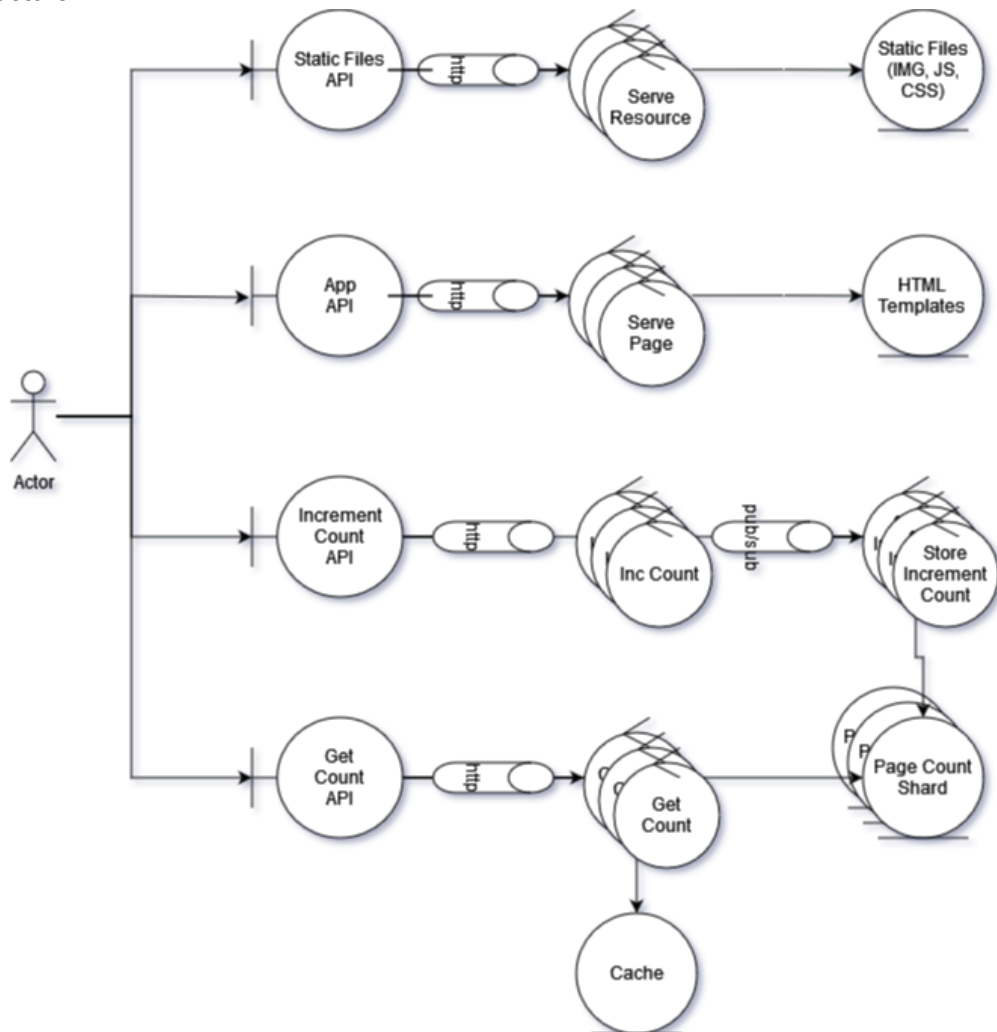 Static Files
API
http
Serve
Resource
Static Files
(IMG, JS,
CSS)
App
API
http
Serve
Page
HTML
Templates
Actor
Increment
Count
API
http
Inc Count
pub/sub
Store
Increment
Count
Get
Count
API
http
Get
Count
Page Count
Shard
Cache